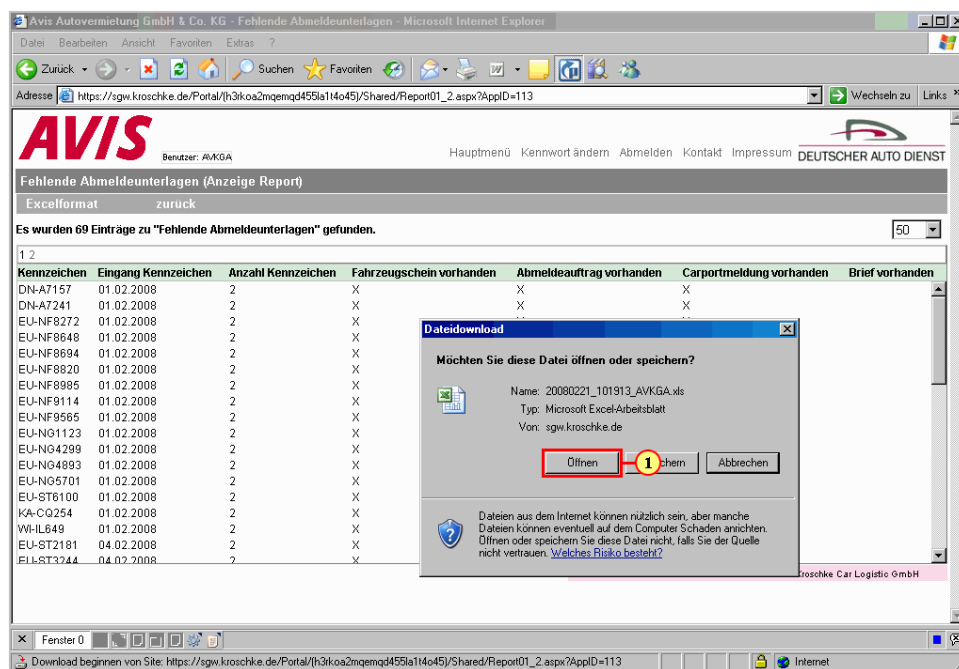 Avis Autovermietung GmbH & Co. KG - Fehlende Abmeldeunterlagen - Microsoft Internet Explorer
Datei Bearbeiten Ansicht Favoriten Extras ?
Zurück Suchen Favoriten
Adresse https://sgw.kroschke.de/Portal/(h3rkoa2mqemqd455la1t4o45)/Shared/Report01_2.aspx?AppID=113 Wechseln zu Links »
AVIS Benutzer: AVKGA
Hauptmenü Kennwort ändern Abmelden Kontakt Impressum DEUTSCHER AUTO DIENST
Fehlende Abmeldeunterlagen (Anzeige Report)
Excelformat zurück
Es wurden 69 Einträge zu "Fehlende Abmeldeunterlagen" gefunden. 50
1 2
Kennzeichen Eingang Kennzeichen Anzahl Kennzeichen Fahrzeugschein vorhanden Abmeldeauftrag vorhanden Carportmeldung vorhanden Brief vorhanden
DN-A7157 01.02.2008 2 X X X
DN-A7241 01.02.2008 2 X X X
EU-NF8272 01.02.2008 2 X
EU-NF8648 01.02.2008 2 X
EU-NF8694 01.02.2008 2 X
EU-NF8820 01.02.2008 2 X
EU-NF8985 01.02.2008 2 X
EU-NF9114 01.02.2008 2 X
EU-NF9565 01.02.2008 2 X
EU-NG1123 01.02.2008 2 X
EU-NG4299 01.02.2008 2 X
EU-NG4893 01.02.2008 2 X
EU-NG5701 01.02.2008 2 X
EU-ST6100 01.02.2008 2 X
KA-CQ254 01.02.2008 2 X
WI-IL649 01.02.2008 2 X
EU-ST2181 04.02.2008 2 X
EU-ST3244 04.02.2008 2 X
Dateidownload
Möchten Sie diese Datei öffnen oder speichern?
Name: 20080221_101913_AVKGA.xls
Typ: Microsoft Excel-Arbeitsblatt
Von: sgw.kroschke.de
Öffnen 1 chern Abbrechen
Dateien aus dem Internet können nützlich sein, aber manche
Dateien können eventuell auf dem Computer Schaden anrichten.
Öffnen oder speichern Sie diese Datei nicht, falls Sie der Quelle
nicht vertrauen. Welches Risiko besteht?
Kroschke Car Logistic GmbH
Fenster 0
Download beginnen von Site: https://sgw.kroschke.de/Portal/(h3rkoa2mqemqd455la1t4o45)/Shared/Report01_2.aspx?AppID=113 Internet